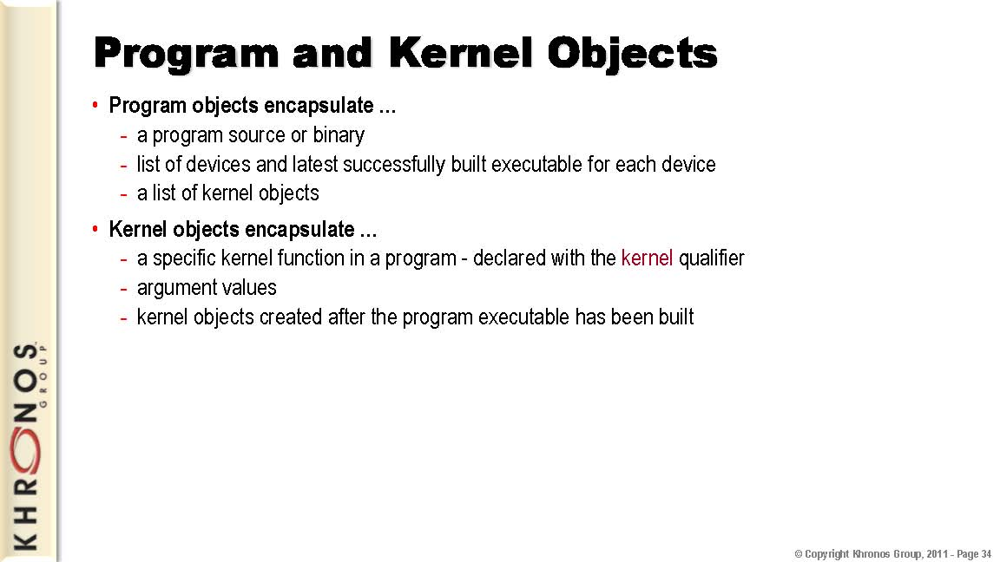 Program and Kernel Objects
• Program objects encapsulate …
- a program source or binary
- list of devices and latest successfully built executable for each device
- a list of kernel objects
• Kernel objects encapsulate …
- a specific kernel function in a program - declared with the kernel qualifier
- argument values
- kernel objects created after the program executable has been built
KHRONOS
GROUP
© Copyright Khronos Group, 2011 - Page 34